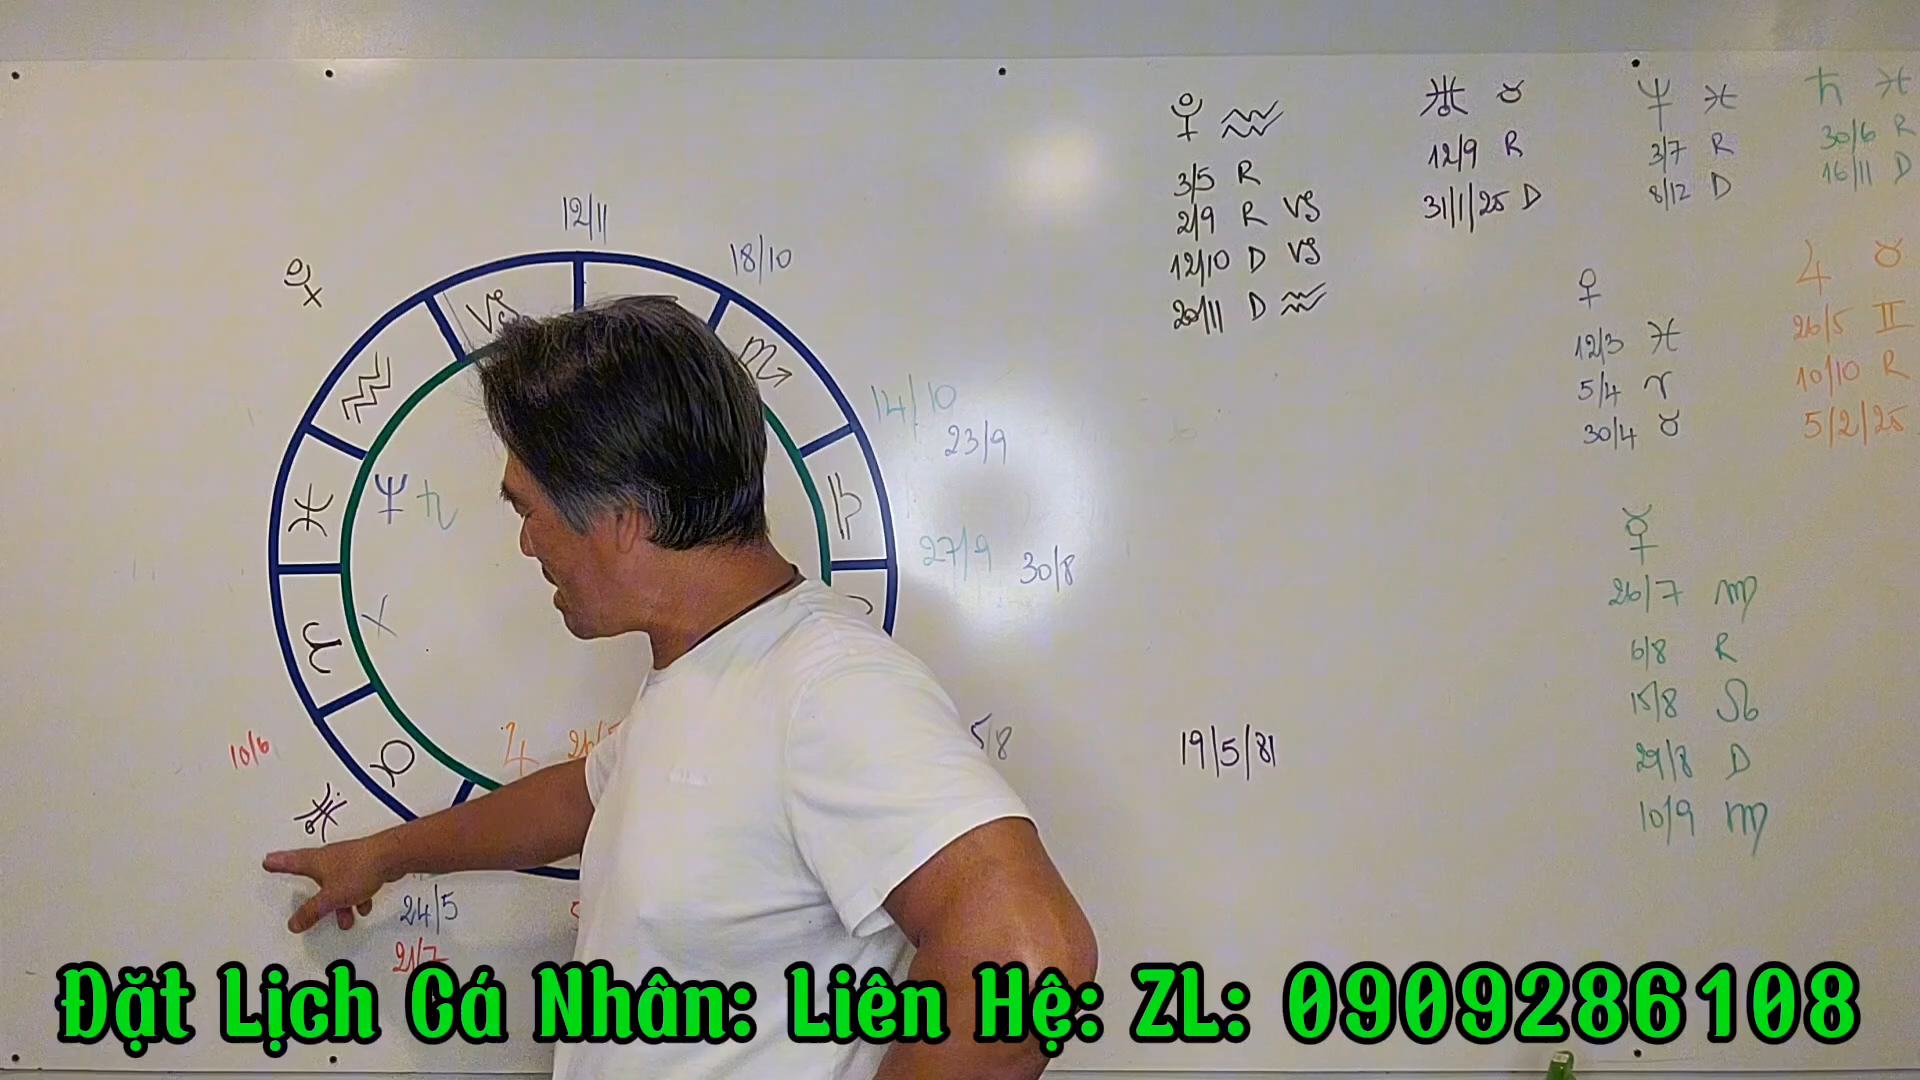 12/11
18/10
♑
♏
♒
14/10
23/9
♆ ♄
♓
♎
27/9
30/8
♈
10/6
♃
♉
♅
5/8
19/5/81
24/5
21/7
♇ ♒
3/5 R
2/9 R ♑
12/10 D ♑
20/11 D ♒
♅ ♉
12/9 R
31/1/25 D
♆ ♓
3/7 R
8/12 D
♄ ♓
30/6 R
16/11 D
♀
12/3 ♓
5/4 ♈
30/4 ♉
♃ ♉
26/5 II
10/10 R
5/2/25
☿
26/7 ♍
6/8 R
15/8 ♌
29/8 D
10/9 ♍
Đặt Lịch Cá Nhân: Liên Hệ: ZL: 0909286108